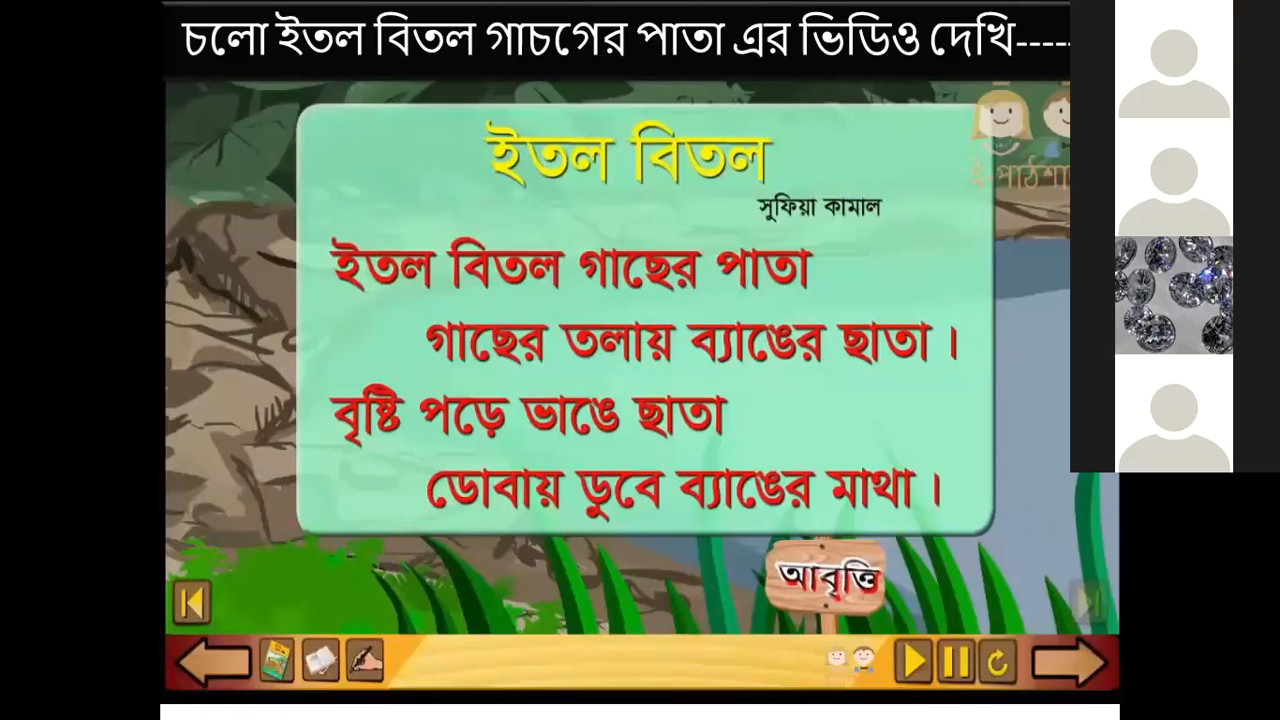 চলো ইতল বিতল গাচগের পাতা এর ভিডিও দেখি-----
ইতল বিতল
সুফিয়া কামাল
ইতল বিতল গাছের পাতা
গাছের তলায় ব্যাঙের ছাতা।
বৃষ্টি পড়ে ভাঙে ছাতা
ডোবায় ডুবে ব্যাঙের মাথা।
আবৃত্তি